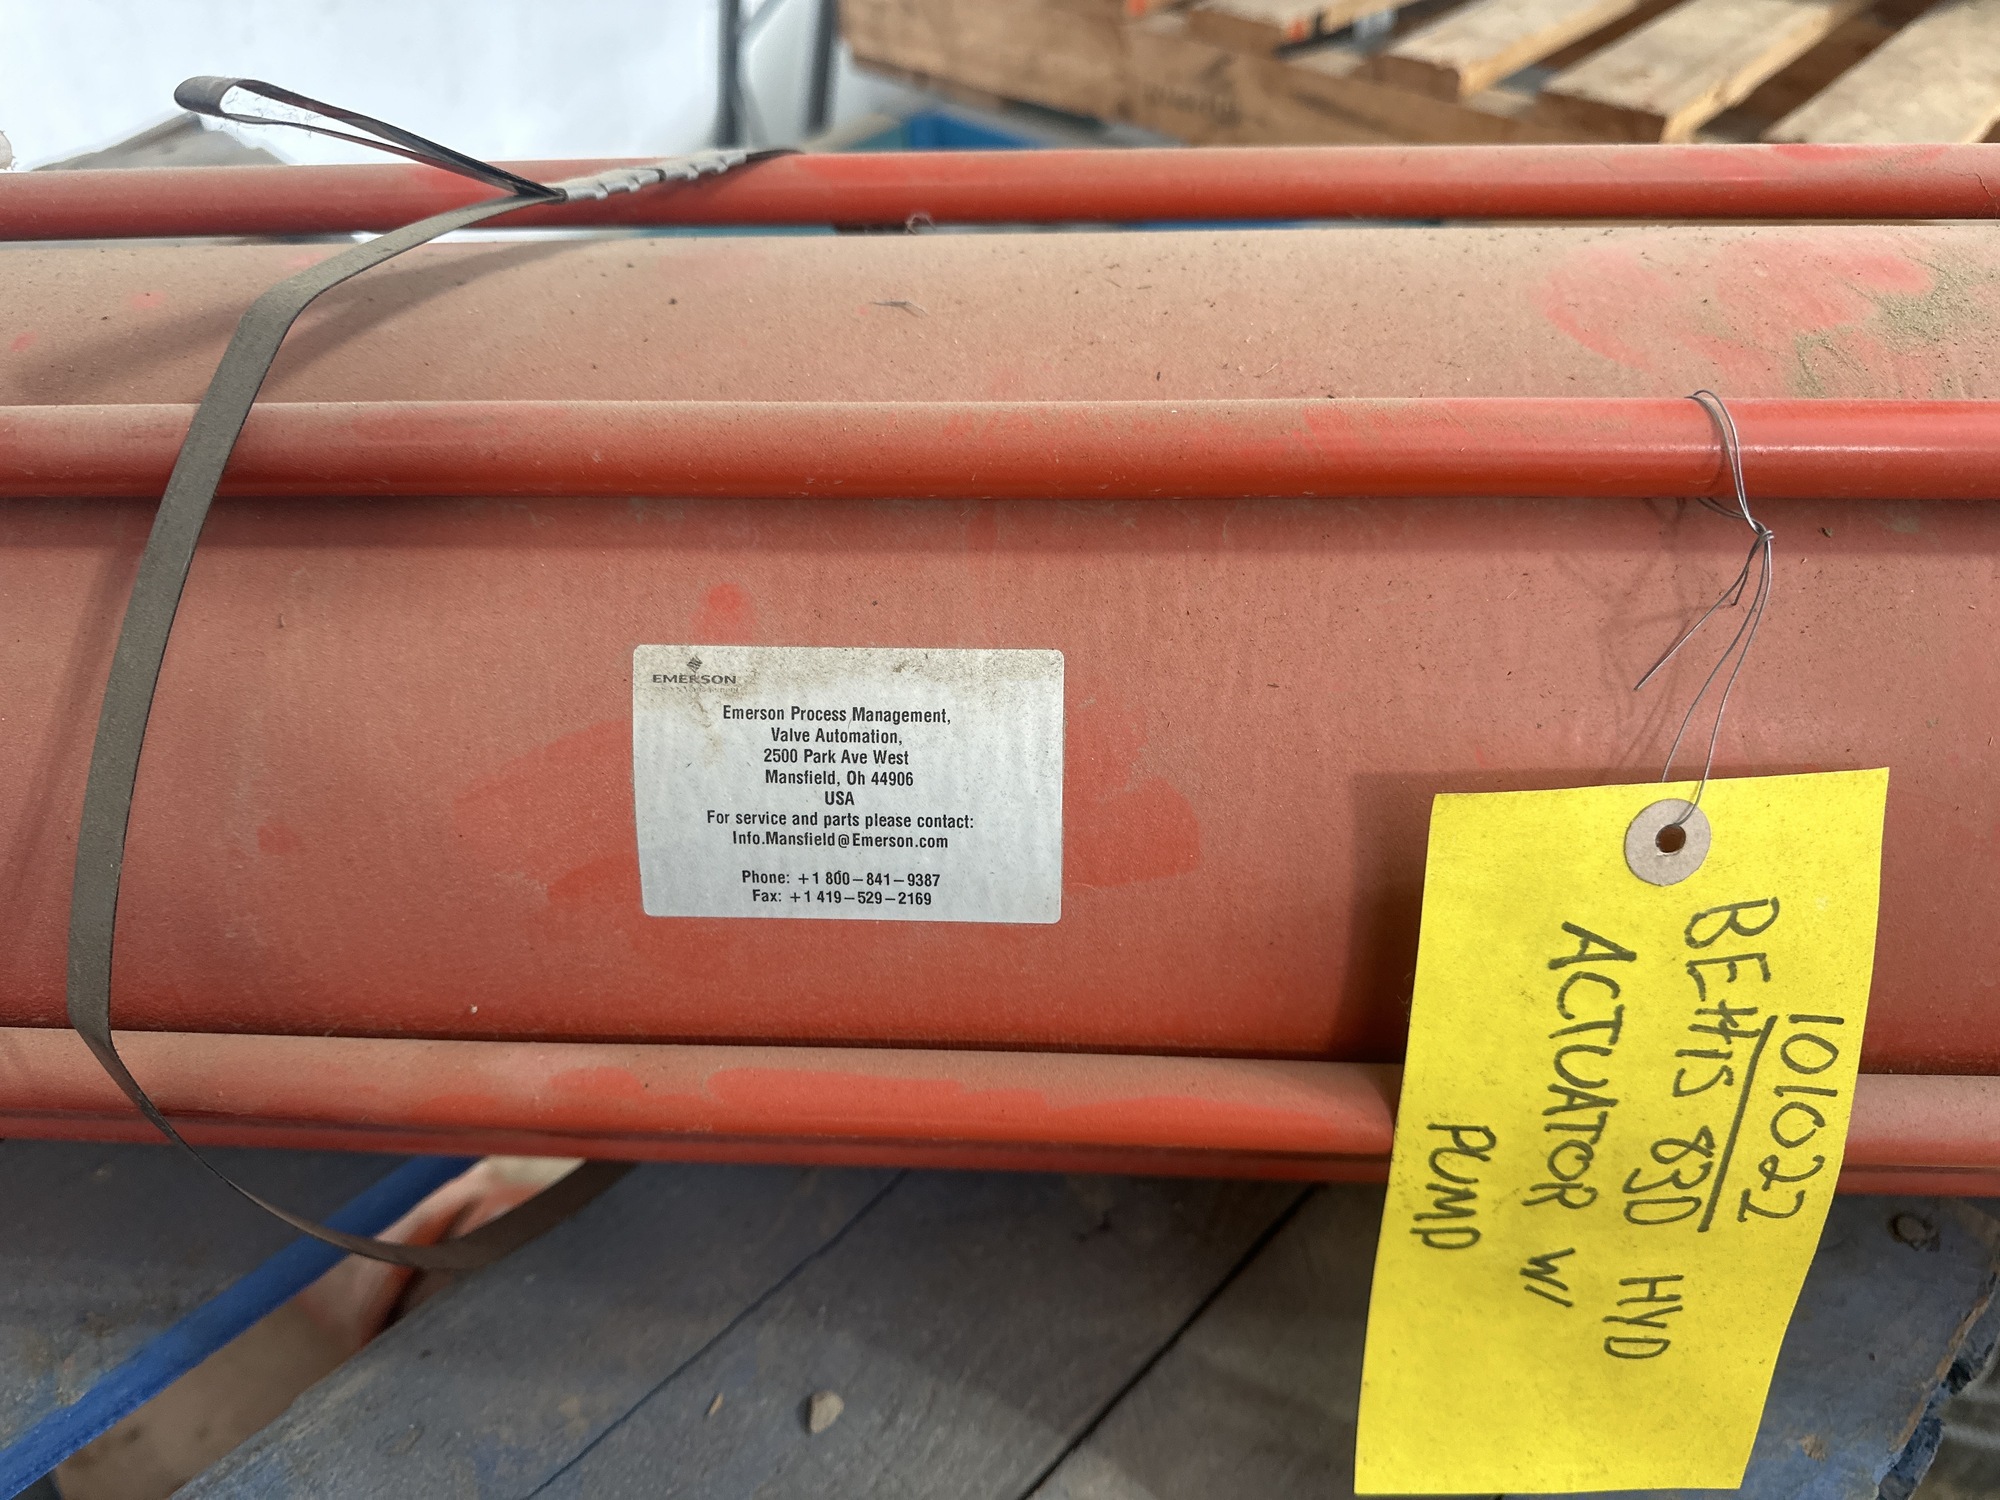 EMERSON
Emerson Process Management,
Valve Automation,
2500 Park Ave West
Mansfield, Oh 44906
USA
For service and parts please contact:
Info.Mansfield@Emerson.com
Phone: +1 800-841-9387
Fax: +1 419-529-2169
101022
BEHIS 830 HYD
ACTUATOR W/
PUMP